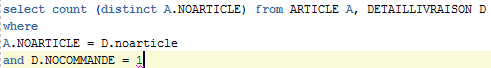 select count (distinct A.NOARTICLE) from ARTICLE A, DETAILLIVRAISON D
where
A.NOARTICLE = D.noarticle
and D.NOCOMMANDE = 1